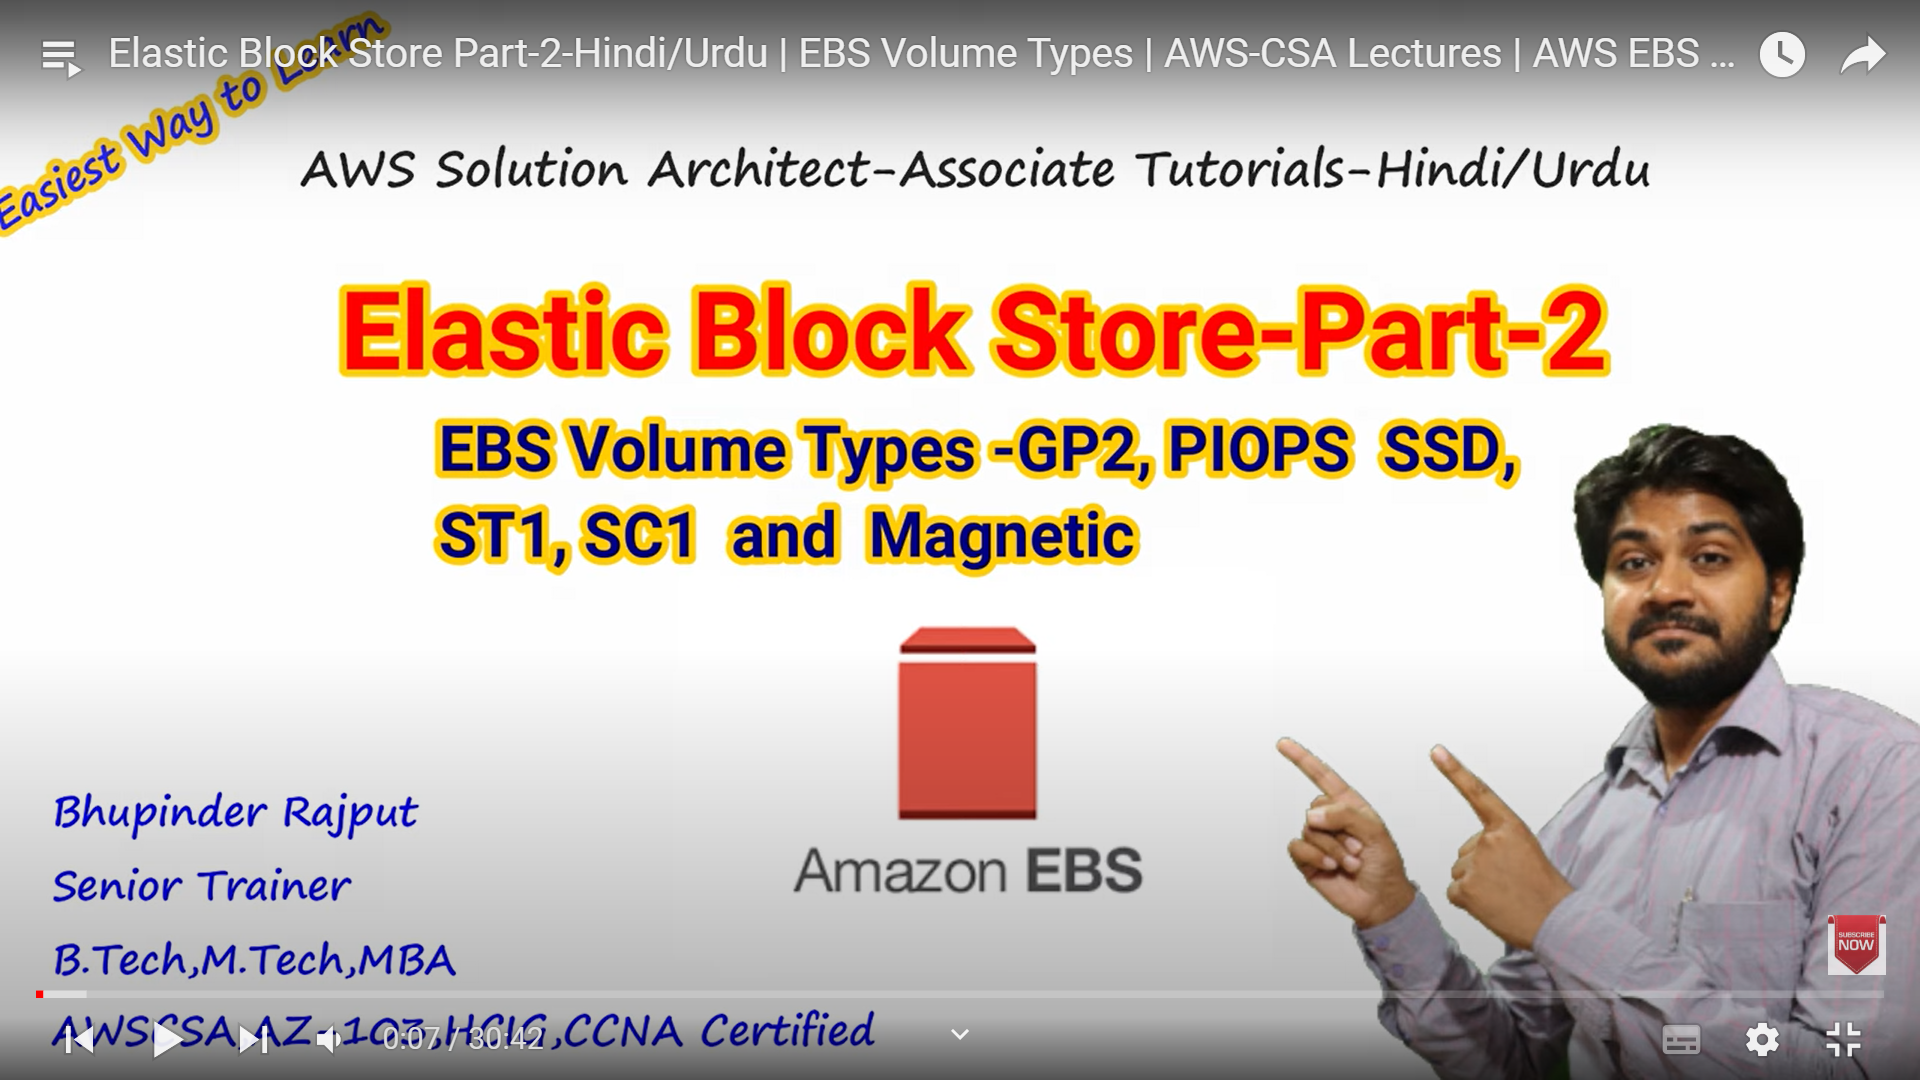 Elastic Block Store Part-2-Hindi/Urdu | EBS Volume Types | AWS-CSA Lectures | AWS EBS ...
Easiest Way to Learn
AWS Solution Architect-Associate Tutorials-Hindi/Urdu
Elastic Block Store-Part-2
EBS Volume Types -GP2, PIOPS SSD,
ST1, SC1 and Magnetic
Amazon EBS
Bhupinder Rajput
Senior Trainer
B.Tech,M.Tech,MBA
SUBSCRIBE
NOW
AWSCSA,AZ-103,HCIG,CCNA Certified
0:07 / 30:42